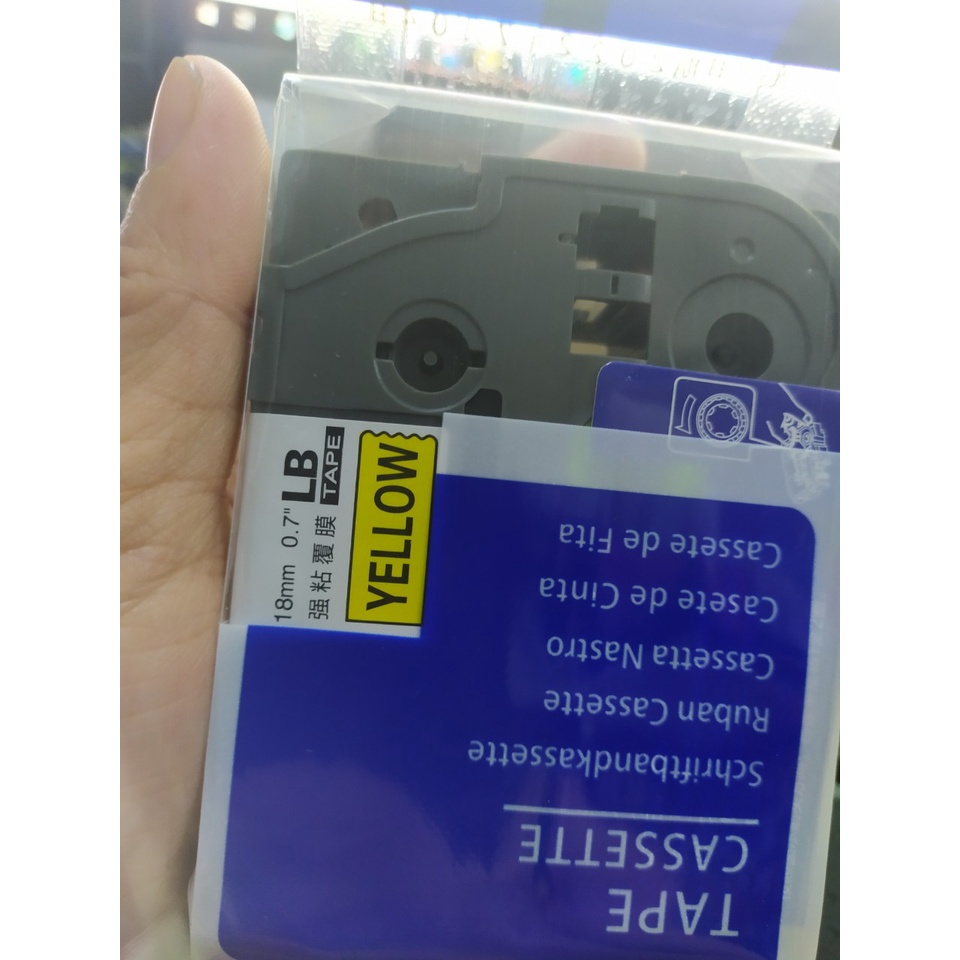 TAPE
CASSETTE
Schriftbandkassette
Ruban Cassette
Cassetta Nastro
Casete de Cinta
Cassete de Fita
18mm 0.7" LB TAPE
强粘覆膜
YELLOW